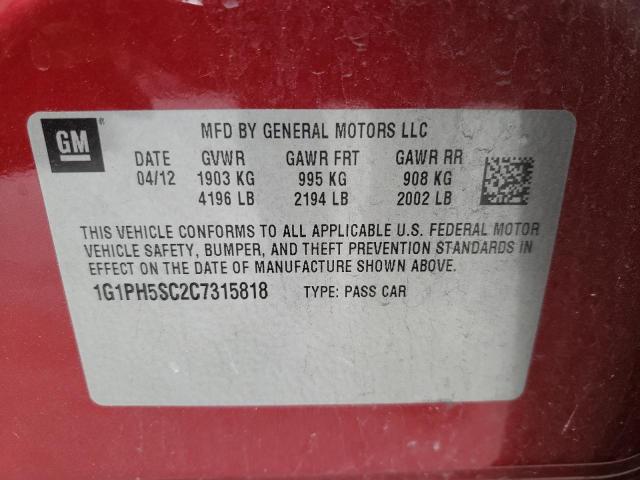 GM
MFD BY GENERAL MOTORS LLC
DATE GVWR GAWR FRT GAWR RR
04/12 1903 KG 995 KG 908 KG
4196 LB 2194 LB 2002 LB
THIS VEHICLE CONFORMS TO ALL APPLICABLE U.S. FEDERAL MOTOR
VEHICLE SAFETY, BUMPER, AND THEFT PREVENTION STANDARDS IN
EFFECT ON THE DATE OF MANUFACTURE SHOWN ABOVE.
1G1PH5SC2C7315818 TYPE: PASS CAR